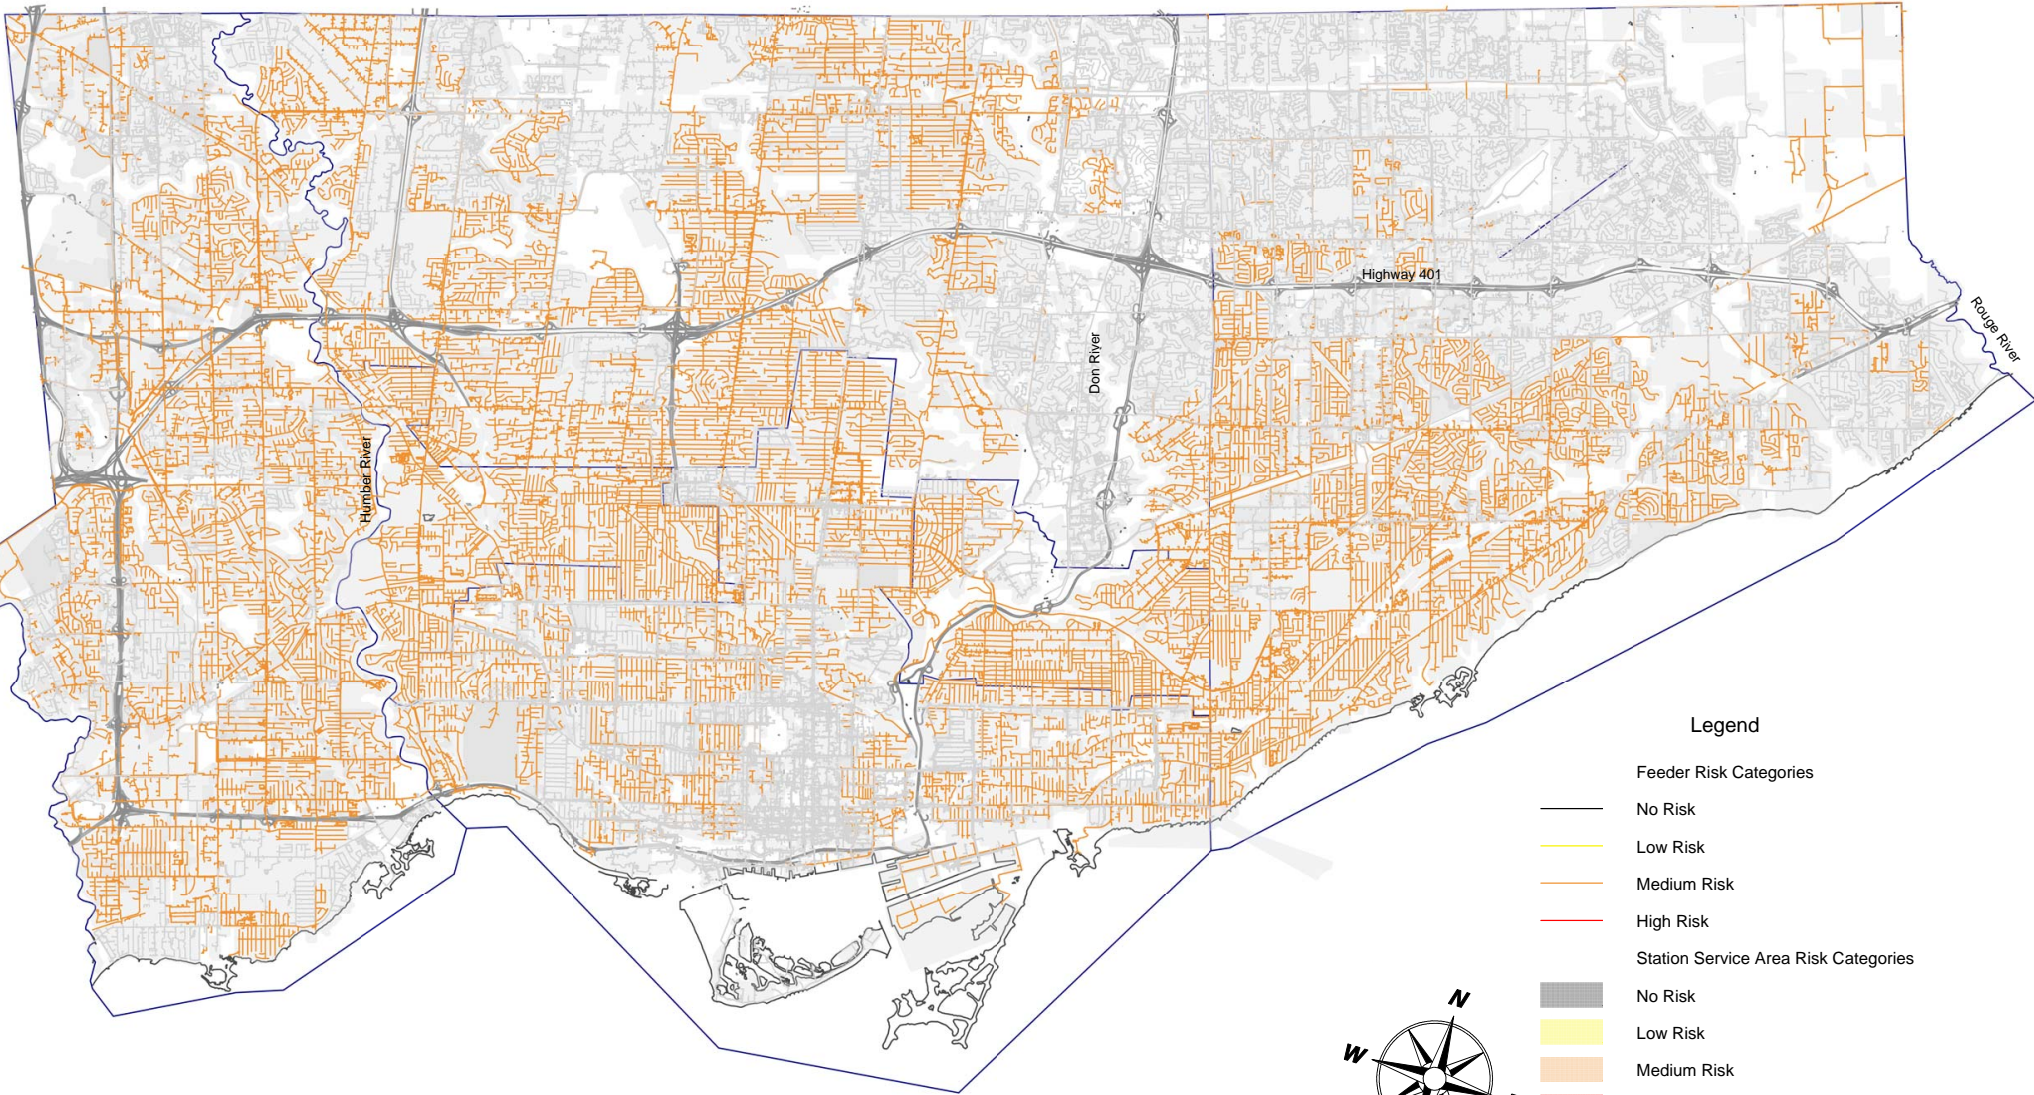 Highway 401
Rouge River
Don River
Humber River
Legend
Feeder Risk Categories
No Risk
Low Risk
Medium Risk
High Risk
Station Service Area Risk Categories
No Risk
Low Risk
Medium Risk
N
W